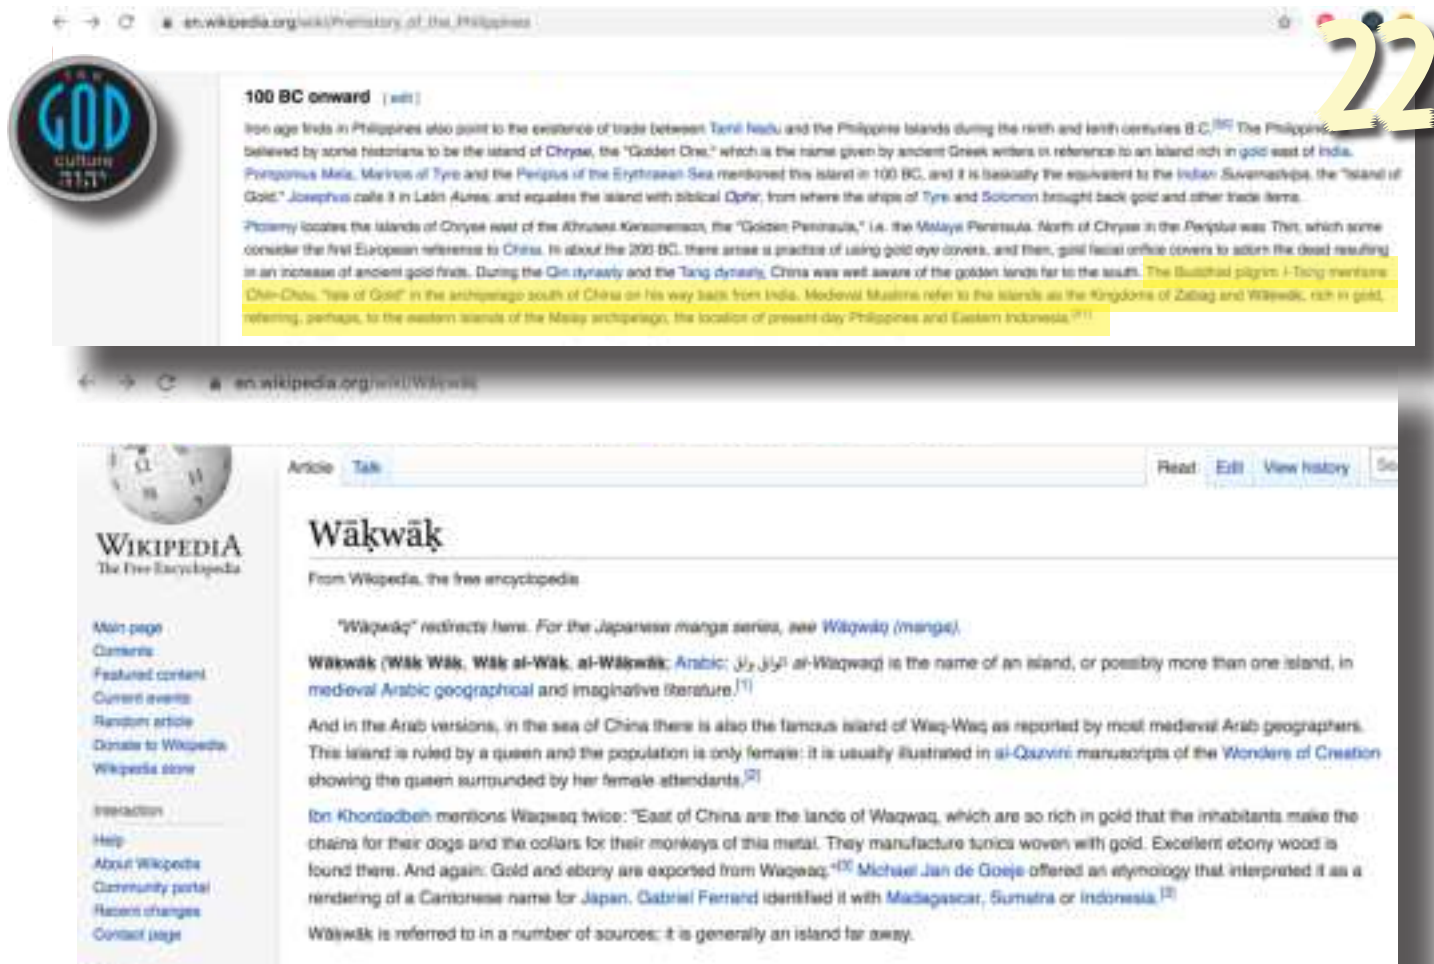 en.wikipedia.org/wiki/Prehistory_of_the_Philippines
22
THE
GOD
culture
100 BC onward [edit]
Iron age finds in Philippines also point to the existence of trade between Tamil Nadu and the Philippine Islands during the ninth and tenth centuries B.C. The Philippine
believed by some historians to be the island of Chryse, the "Golden One," which is the name given by ancient Greek writers in reference to an island rich in gold east of India.
Pomponius Mela, Marinos of Tyre and the Periplus of the Erythraean Sea mentioned this island in 100 BC, and it is basically the equivalent to the Indian Suvarnadvipa, the "Island of
Gold." Josephus calls it in Latin Aurea, and equates the island with biblical Ophir, from where the ships of Tyre and Solomon brought back gold and other trade items.
Ptolemy locates the islands of Chryse east of the Khruses Kersonenson, the "Golden Peninsula," i.e. the Malaya Peninsula. North of Chryse in the Periplus was Thin, which some
consider the first European reference to China. In about the 200 BC, there arose a practice of using gold eye covers, and then, gold facial orifice covers to adorn the dead resulting
in an increase of ancient gold finds. During the Qin dynasty and the Tang dynasty, China was well aware of the golden lands far to the south. The Buddhist pilgrim I-Tsing mentions
Chin-Chou, "Isle of Gold" in the archipelago south of China on his way back from India. Medieval Muslims refer to the islands as the Kingdoms of Zabag and Wāḳwāḳ, rich in gold,
referring, perhaps, to the eastern islands of the Malay archipelago, the location of present-day Philippines and Eastern Indonesia.
en.wikipedia.org/wiki/Wāḳwāḳ
Article Talk Read Edit View history
WIKIPEDIA
The Free Encyclopedia
Main page
Contents
Featured content
Current events
Random article
Donate to Wikipedia
Wikipedia store
Interaction
Help
About Wikipedia
Community portal
Recent changes
Contact page
Wāḳwāḳ
From Wikipedia, the free encyclopedia
"Wāqwāq" redirects here. For the Japanese manga series, see Wāqwāq (manga).
Wāḳwāḳ (Wāḳ Wāḳ, Wāḳ al-Wāḳ, al-Wāḳwāḳ; Arabic: الواق واق al-Waqwaq) is the name of an island, or possibly more than one island, in
medieval Arabic geographical and imaginative literature.[1]
And in the Arab versions, in the sea of China there is also the famous island of Waq-Waq as reported by most medieval Arab geographers.
This island is ruled by a queen and the population is only female: it is usually illustrated in al-Qazvini manuscripts of the Wonders of Creation
showing the queen surrounded by her female attendants.[2]
Ibn Khordadbeh mentions Waqwaq twice: "East of China are the lands of Waqwaq, which are so rich in gold that the inhabitants make the
chains for their dogs and the collars for their monkeys of this metal. They manufacture tunics woven with gold. Excellent ebony wood is
found there. And again: Gold and ebony are exported from Waqwaq."[3] Michael Jan de Goeje offered an etymology that interpreted it as a
rendering of a Cantonese name for Japan. Gabriel Ferrand identified it with Madagascar, Sumatra or Indonesia.[3]
Wāḳwāḳ is referred to in a number of sources; it is generally an island far away.